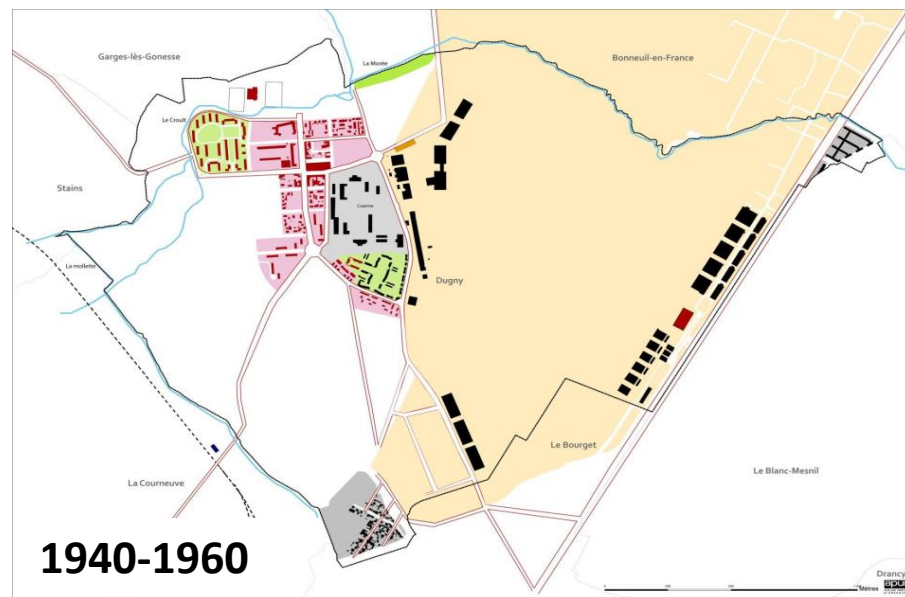 Garges-lès-Gonesse
La Morée
Bonneuil-en-France
Le Croult
Stains
Caserne
La mollette
Dugny
Le Bourget
La Courneuve
Le Blanc-Mesnil
1940-1960
Drancy
0
Mètres
apur